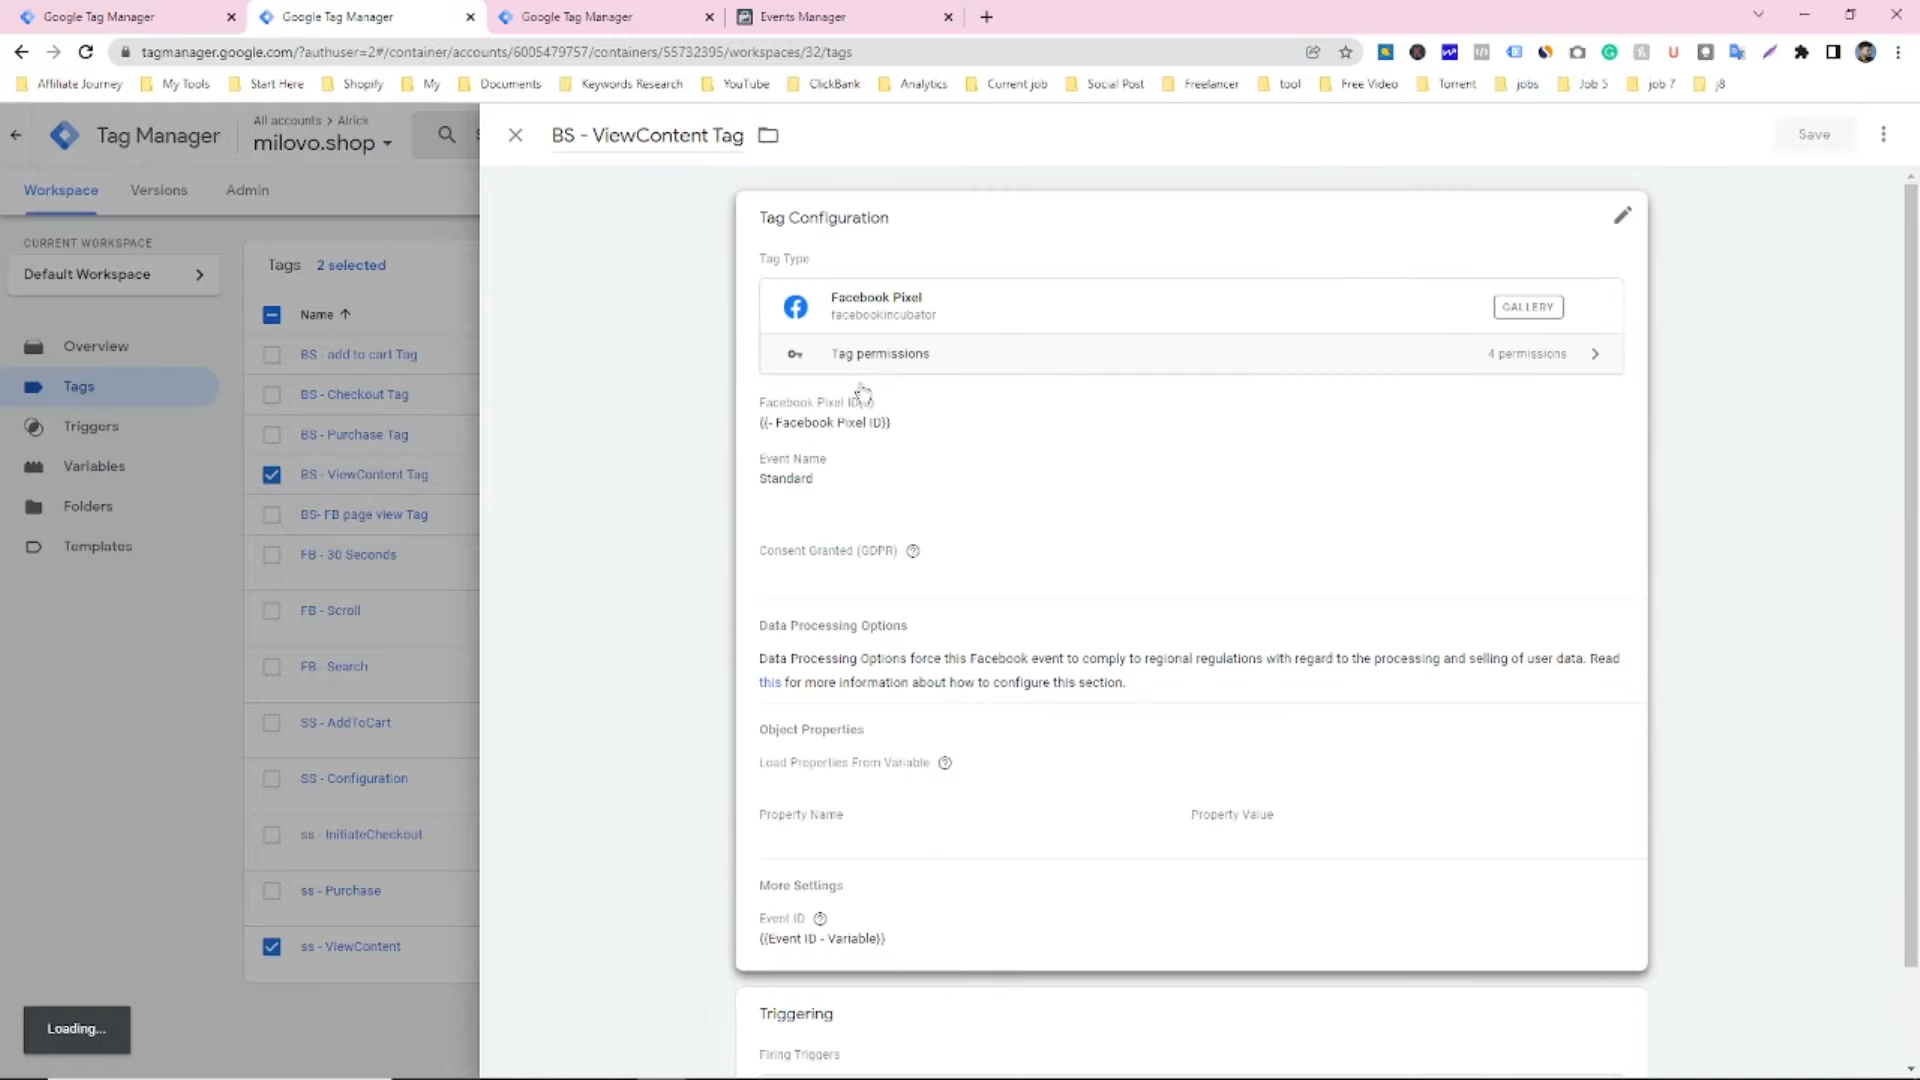 Google Tag Manager
Google Tag Manager
Google Tag Manager
Events Manager
tagmanager.google.com/?authuser=2#/container/accounts/6005479757/containers/55732395/workspaces/32/tags
Affiliate Journey
My Tools
Start Here
Shopify
My
Documents
Keywords Research
YouTube
ClickBank
Analytics
Current job
Social Post
Freelancer
tool
Free Video
Torrent
jobs
Job 5
job 7
j8
Tag Manager
All accounts > Alrick
milovo.shop
BS - ViewContent Tag
Save
Workspace
Versions
Admin
CURRENT WORKSPACE
Default Workspace
Overview
Tags
Triggers
Variables
Folders
Templates
Tags 2 selected
Name
BS - add to cart Tag
BS - Checkout Tag
BS - Purchase Tag
BS - ViewContent Tag
BS- FB page view Tag
FB - 30 Seconds
FB - Scroll
FB - Search
SS - AddToCart
SS - Configuration
ss - InitiateCheckout
ss - Purchase
ss - ViewContent
Loading...
Tag Configuration
Tag Type
Facebook Pixel
facebookincubator
GALLERY
Tag permissions
4 permissions
Facebook Pixel ID(s)
{{- Facebook Pixel ID}}
Event Name
Standard
Consent Granted (GDPR)
Data Processing Options
Data Processing Options force this Facebook event to comply to regional regulations with regard to the processing and selling of user data. Read
this for more information about how to configure this section.
Object Properties
Load Properties From Variable
Property Name
Property Value
More Settings
Event ID
{{Event ID - Variable}}
Triggering
Firing Triggers